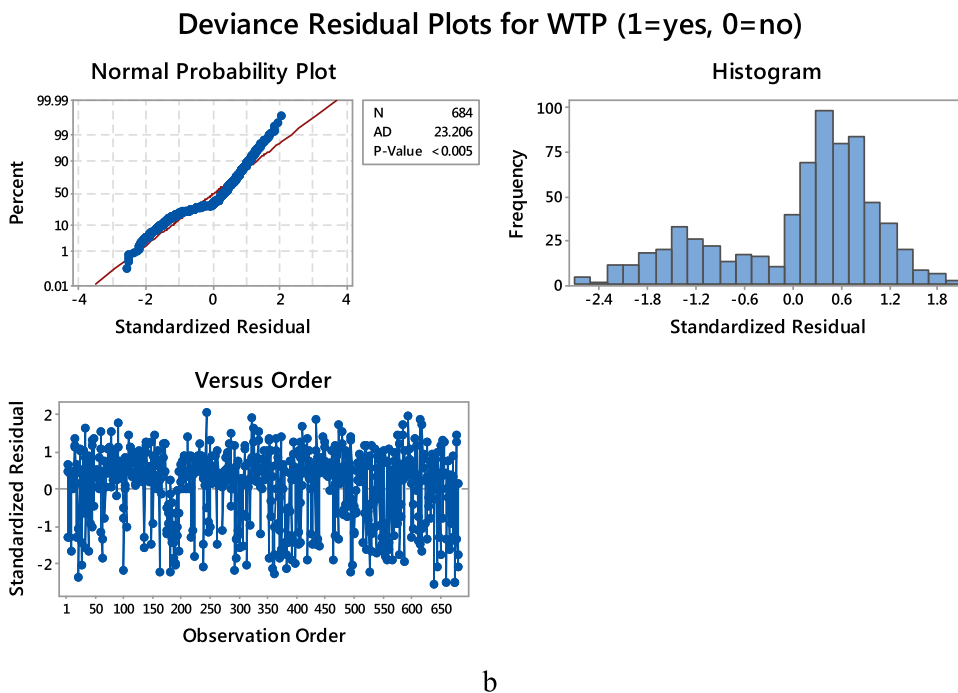 Deviance Residual Plots for WTP (1=yes, 0=no)
Normal Probability Plot
99.99
99
90
50
10
1
0.01
Percent
-4 -2 0 2 4
Standardized Residual
N 684
AD 23.206
P-Value <0.005
Histogram
100
75
50
25
0
Frequency
-2.4 -1.8 -1.2 -0.6 0.0 0.6 1.2 1.8
Standardized Residual
Versus Order
2
1
0
-1
-2
Standardized Residual
1 50 100 150 200 250 300 350 400 450 500 550 600 650
Observation Order
b